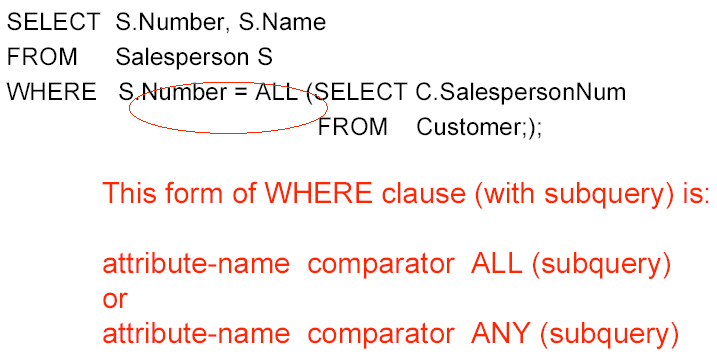 SELECT S.Number, S.Name
FROM Salesperson S
WHERE S.Number = ALL (SELECT C.SalespersonNum
FROM Customer;);
This form of WHERE clause (with subquery) is:
attribute-name comparator ALL (subquery)
or
attribute-name comparator ANY (subquery)